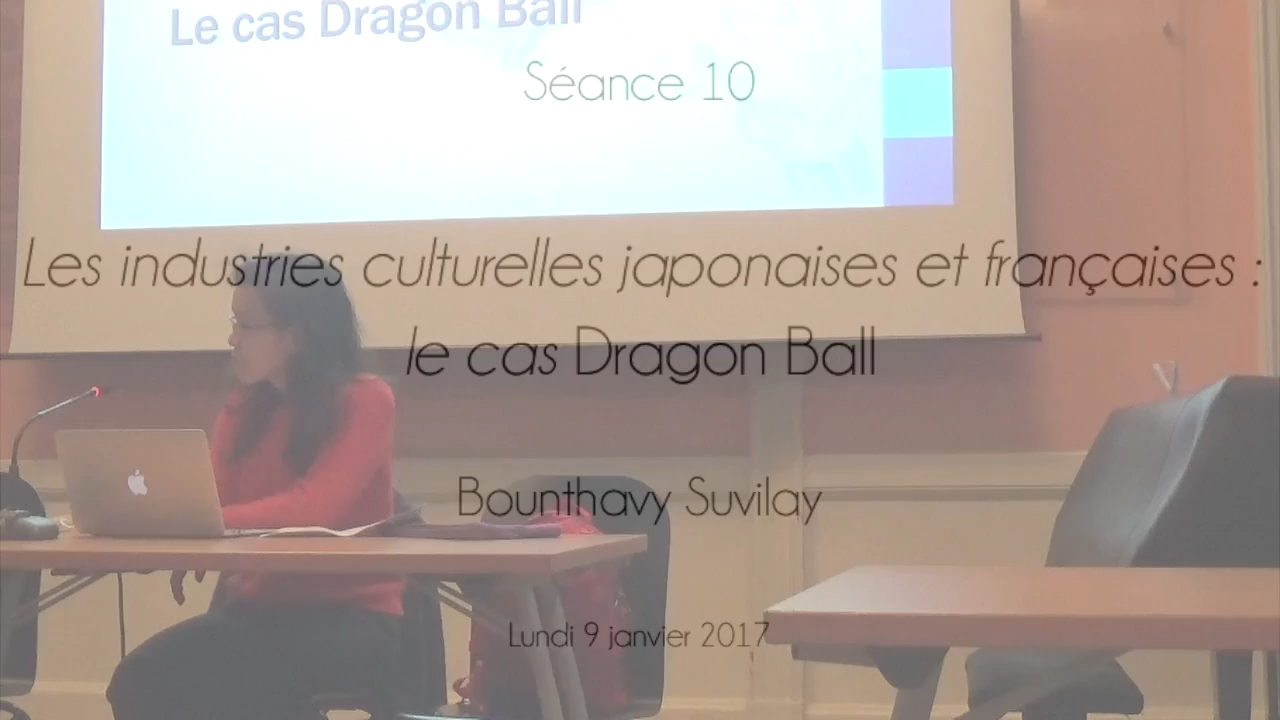 Le cas Dragon Ball
Séance 10
Les industries culturelles japonaises et françaises :
le cas Dragon Ball
Bounthavy Suvilay
Lundi 9 janvier 2017